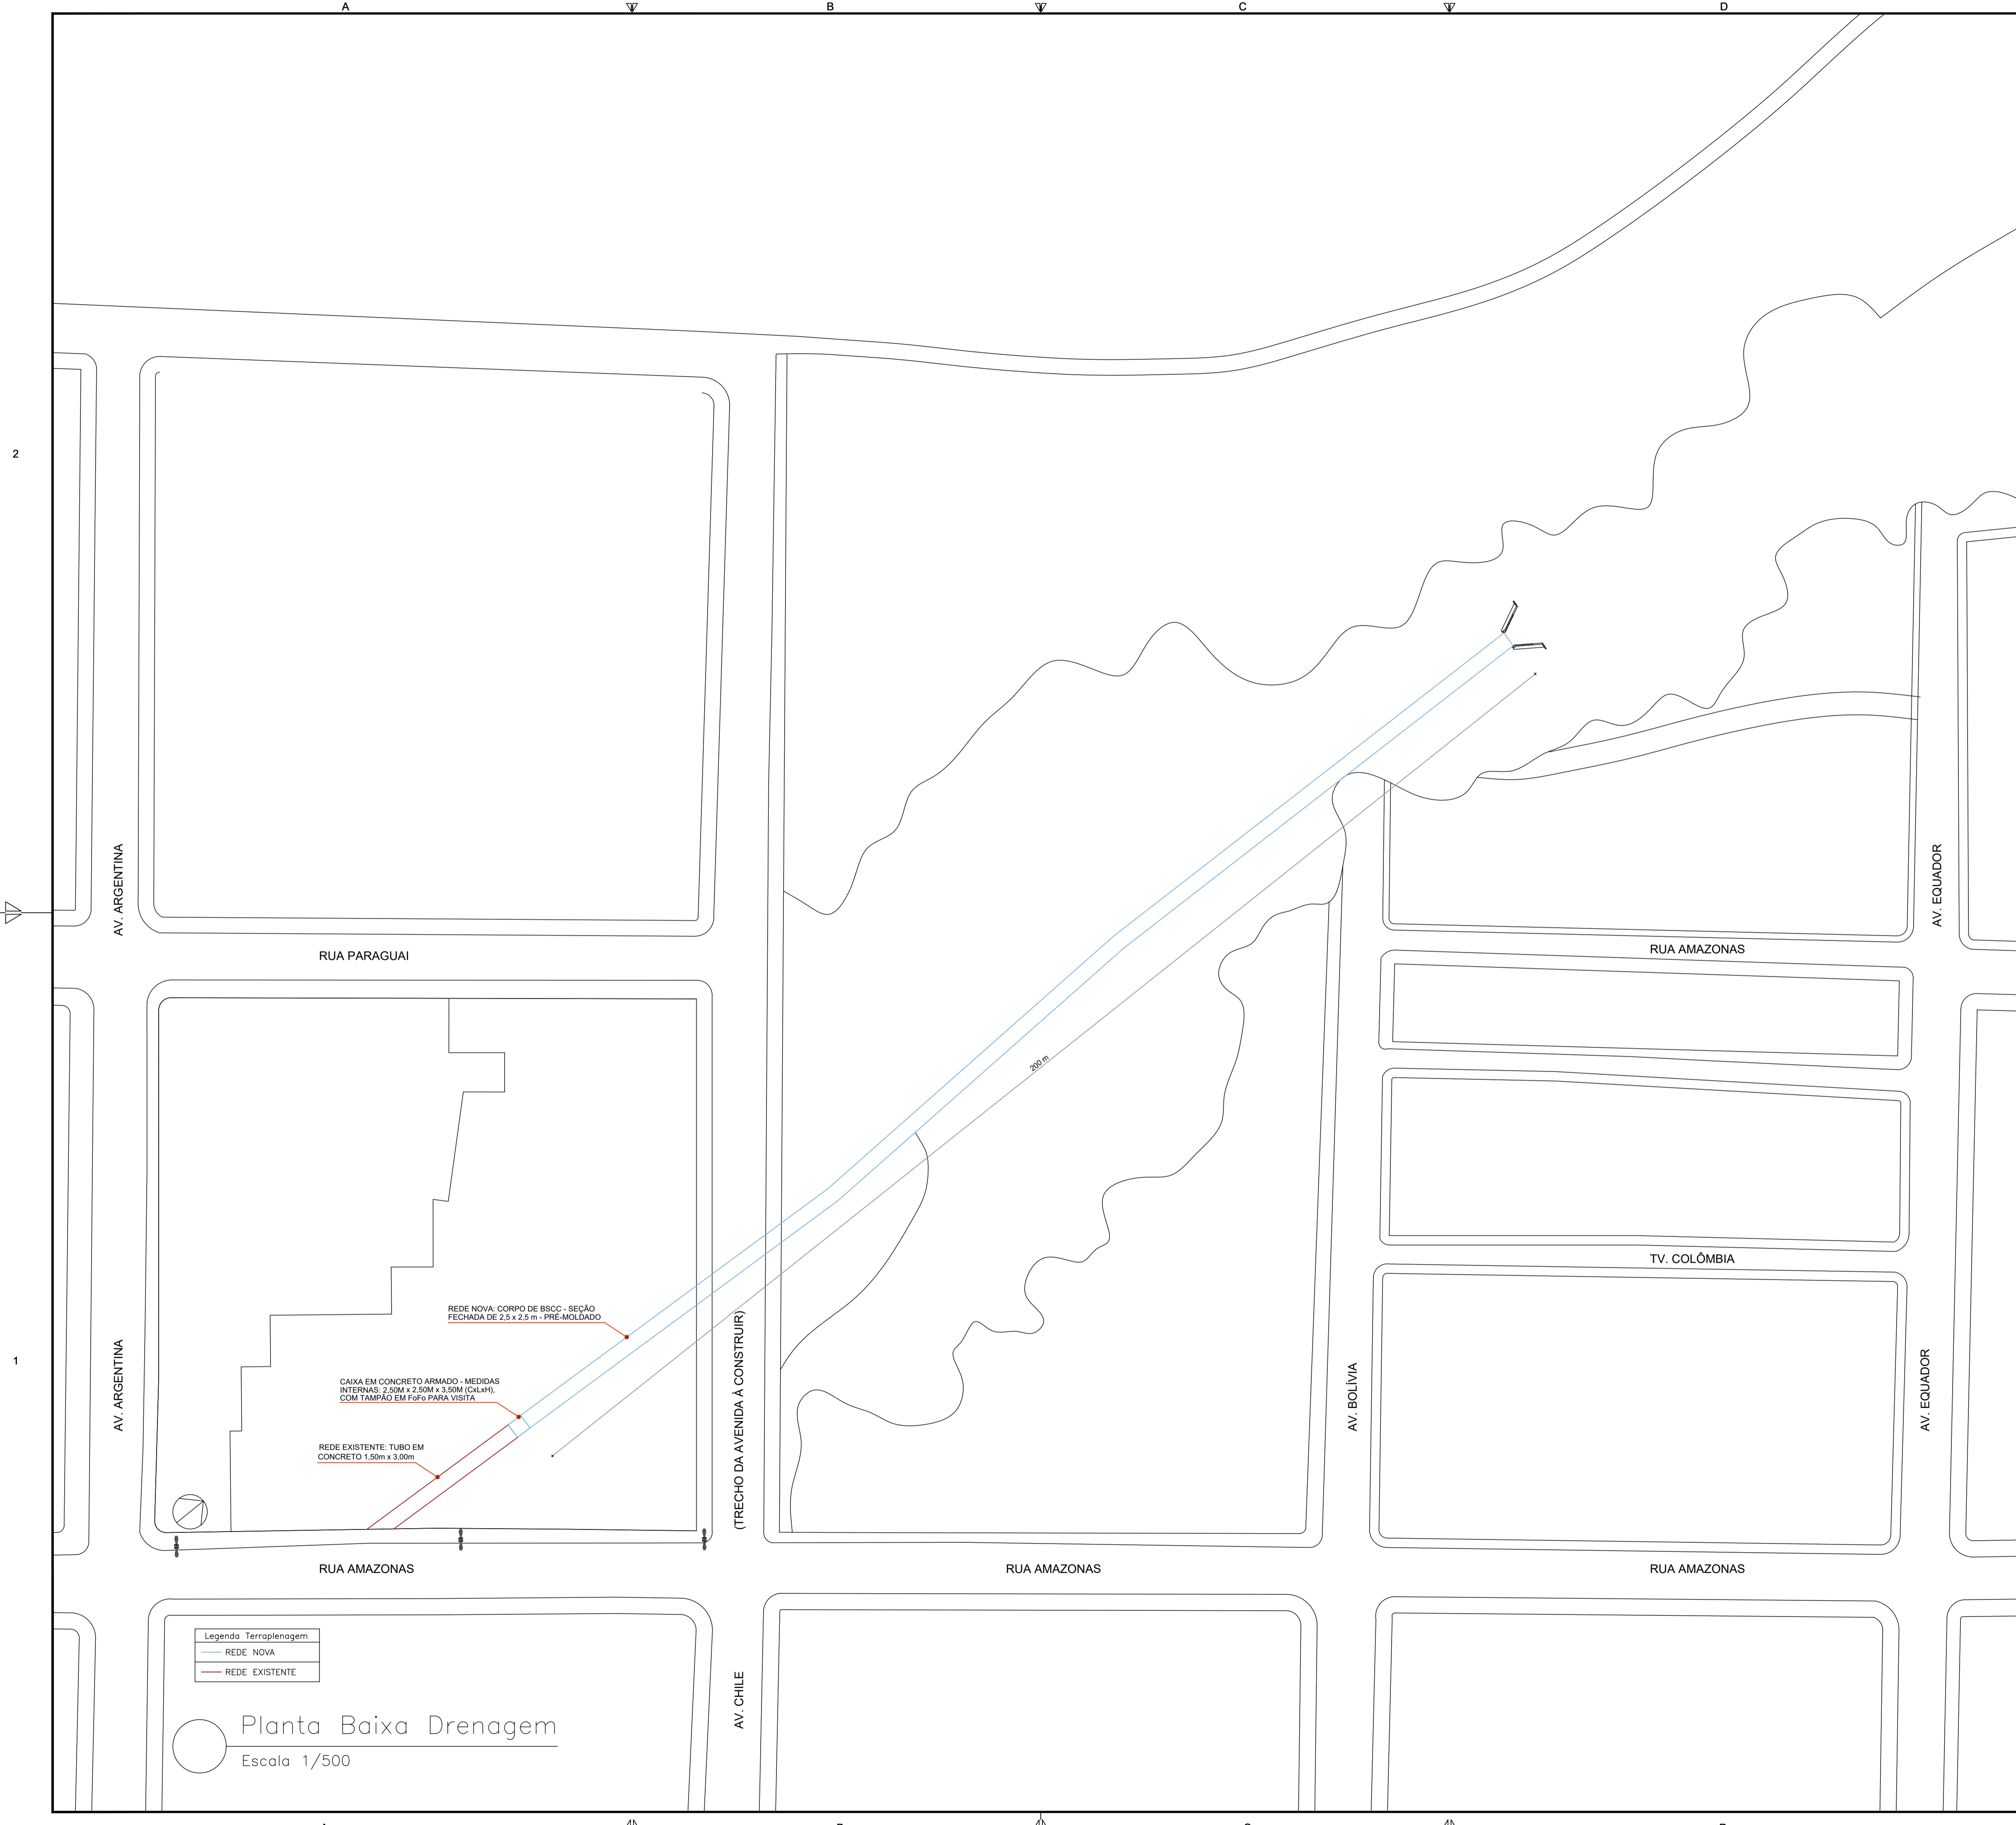 A
B
C
D
2
AV. ARGENTINA
AV. EQUADOR
RUA PARAGUAI
RUA AMAZONAS
200 m
TV. COLÔMBIA
REDE NOVA: CORPO DE BSCC - SEÇÃO
FECHADA DE 2,5 x 2,5 m - PRÉ-MOLDADO
1
AV. ARGENTINA
CAIXA EM CONCRETO ARMADO - MEDIDAS
INTERNAS: 2,50M x 2,50M x 3,50M (CxLxH),
COM TAMPÃO EM FoFo PARA VISITA
REDE EXISTENTE: TUBO EM
CONCRETO 1,50m x 3,00m
(TRECHO DA AVENIDA À CONSTRUIR)
AV. BOLÍVIA
AV. EQUADOR
RUA AMAZONAS
RUA AMAZONAS
RUA AMAZONAS
Legenda Terraplenagem
REDE NOVA
REDE EXISTENTE
AV. CHILE
Planta Baixa Drenagem
Escala 1/500